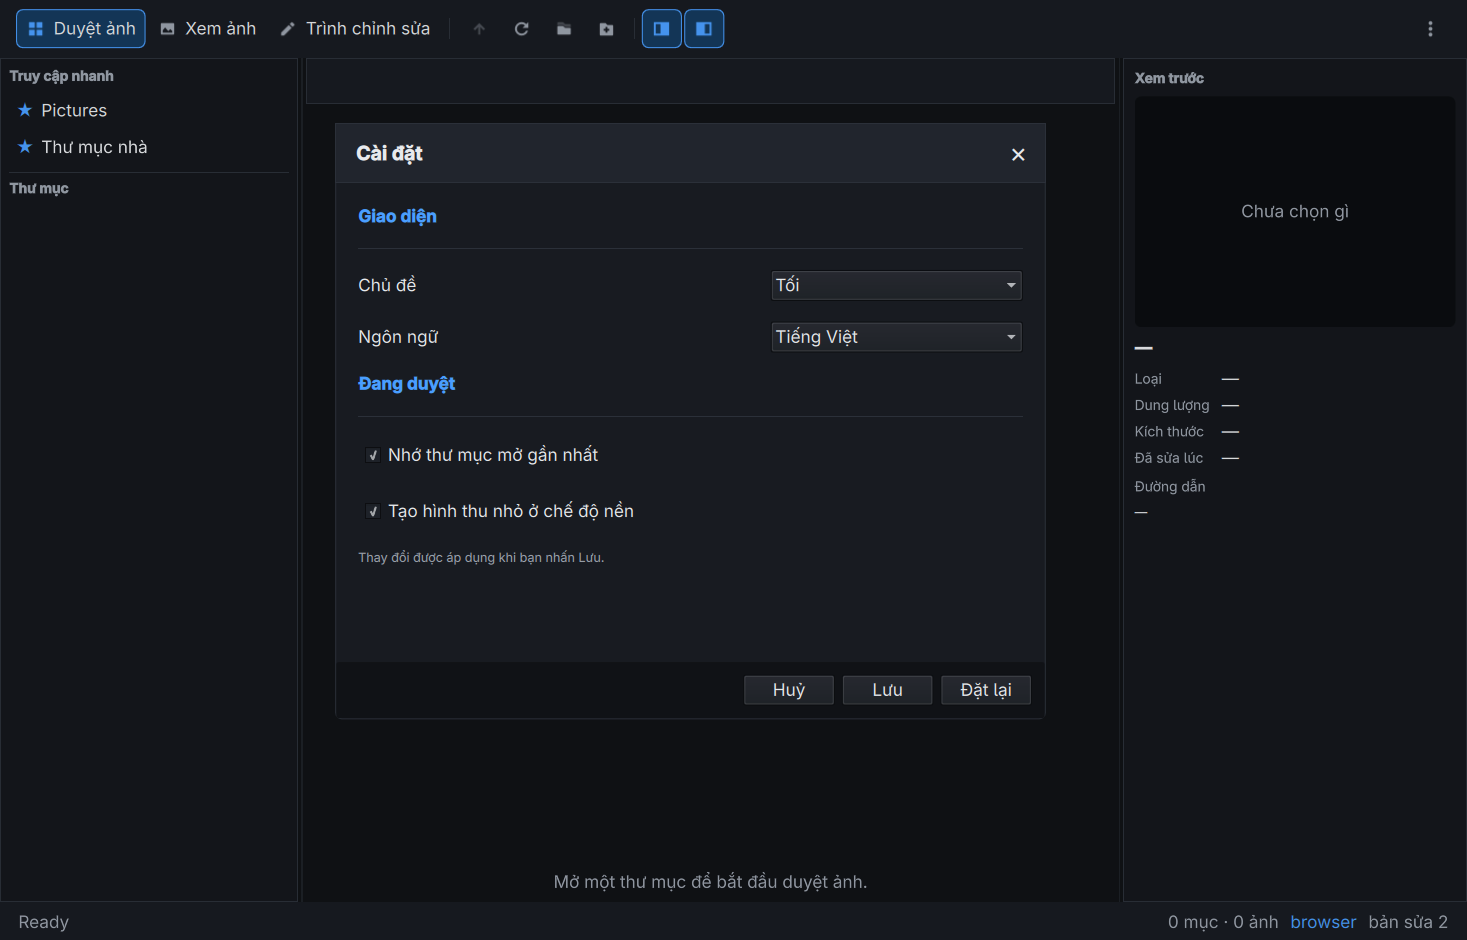 Duyệt ảnh Xem ảnh Trình chỉnh sửa
Truy cập nhanh
Pictures
Thư mục nhà
Thư mục
Cài đặt
Giao diện
Chủ đề Tối
Ngôn ngữ Tiếng Việt
Đang duyệt
Nhớ thư mục mở gần nhất
Tạo hình thu nhỏ ở chế độ nền
Thay đổi được áp dụng khi bạn nhấn Lưu.
Huỷ Lưu Đặt lại
Mở một thư mục để bắt đầu duyệt ảnh.
Xem trước
Chưa chọn gì
—
Loại —
Dung lượng —
Kích thước —
Đã sửa lúc —
Đường dẫn
—
Ready 0 mục · 0 ảnh browser bản sửa 2